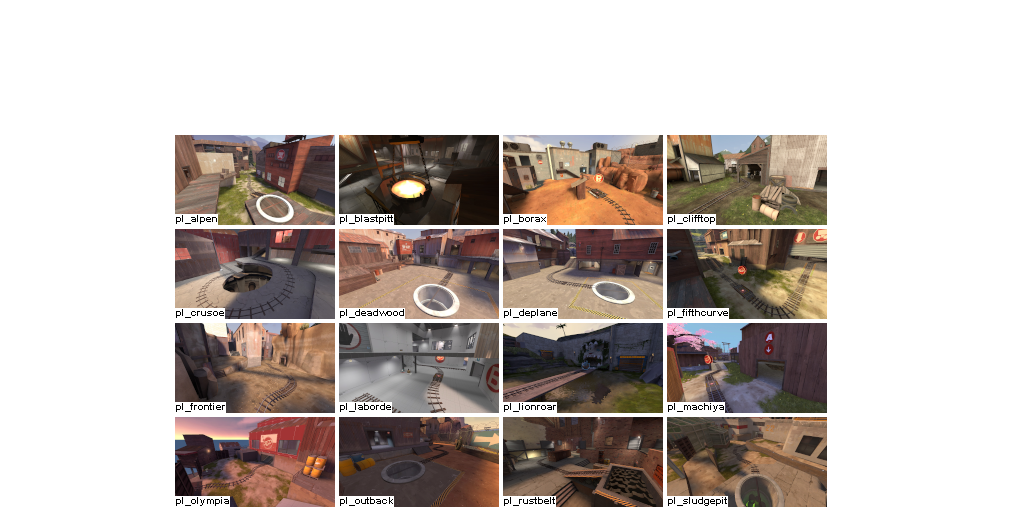 pl_alpen
pl_blastpitt
pl_borax
pl_clifftop
pl_crusoe
pl_deadwood
pl_deplane
pl_fifthcurve
pl_frontier
pl_laborde
pl_lionroar
pl_machiya
pl_olympia
pl_outback
pl_rustbelt
pl_sludgepit